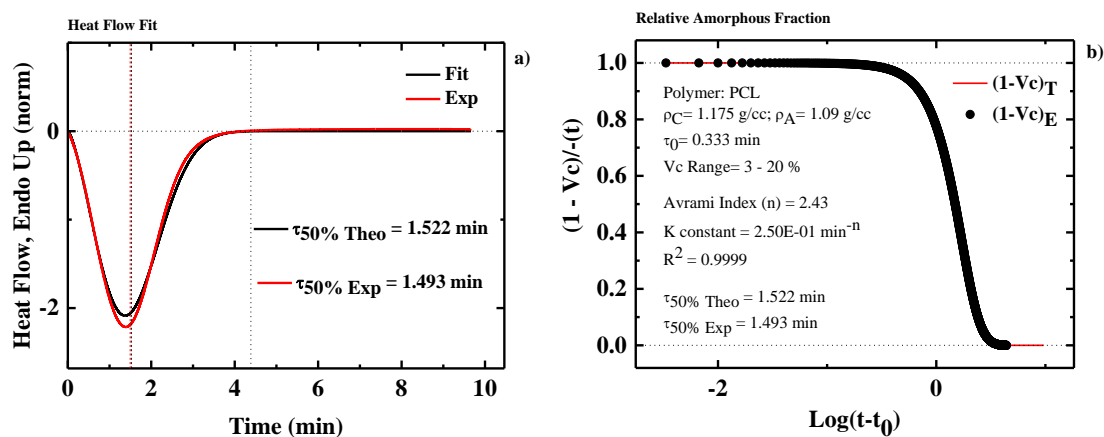 Heat Flow Fit
a)
Fit
Exp
0
-2
τ50% Theo = 1.522 min
τ50% Exp = 1.493 min
0 2 4 6 8 10
Time (min)
Heat Flow, Endo Up (norm)
Relative Amorphous Fraction
b)
1.0
0.8
0.6
0.4
0.2
0.0
(1-Vc)T
(1-Vc)E
Polymer: PCL
ρC= 1.175 g/cc; ρA= 1.09 g/cc
τ0= 0.333 min
Vc Range= 3 - 20 %
Avrami Index (n) = 2.43
K constant = 2.50E-01 min-n
R2 = 0.9999
τ50% Theo = 1.522 min
τ50% Exp = 1.493 min
-2 0
Log(t-t0)
(1 - Vc)/-(t)